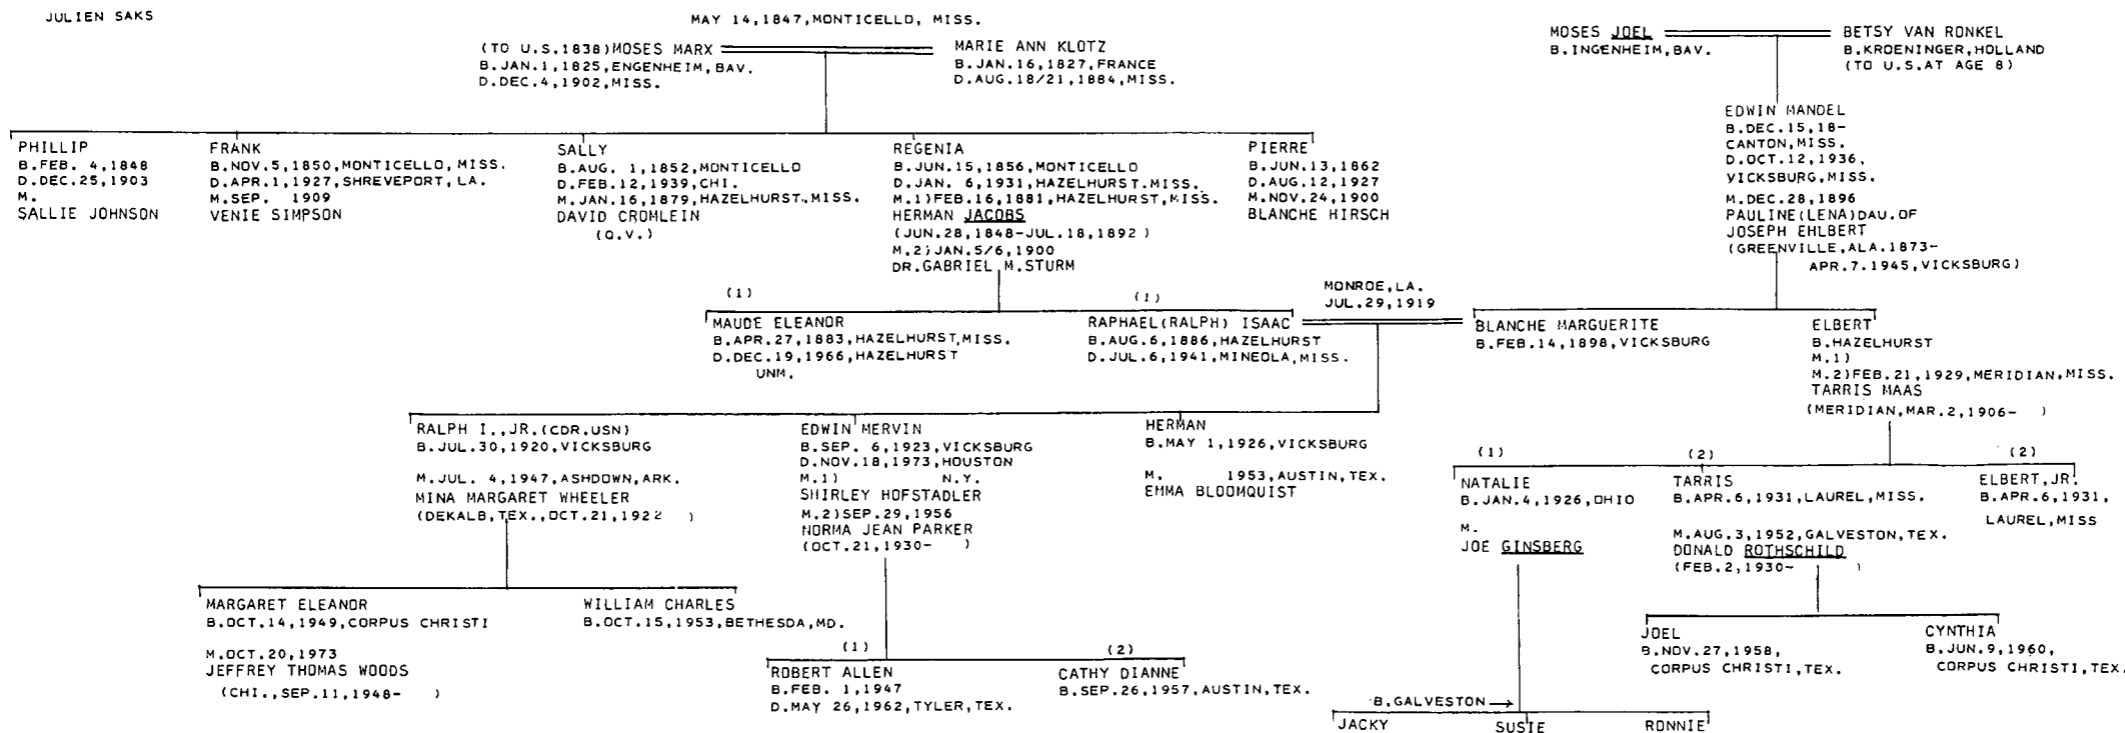 JULIEN SAKS
MAY 14,1847,MONTICELLO, MISS.
(TO U.S.1838)MOSES MARX
B.JAN.1,1825,ENGENHEIM,BAV.
D.DEC.4,1902,MISS.
MARIE ANN KLOTZ
B.JAN.16,1827,FRANCE
D.AUG.18/21,1884,MISS.
MOSES JOEL
B.INGENHEIM,BAV.
BETSY VAN RONKEL
B.KROENINGER,HOLLAND
(TO U.S.AT AGE 8)
EDWIN MANDEL
B.DEC.15,18-
CANTON,MISS.
D.OCT.12,1936,
VICKSBURG,MISS.
M.DEC.28,1896
PAULINE(LENA)DAU.OF
JOSEPH EHLBERT
(GREENVILLE,ALA.1873-
APR.7.1945,VICKSBURG)
PHILLIP
B.FEB. 4,1848
D.DEC.25,1903
M.
SALLIE JOHNSON
FRANK
B.NOV.5,1850,MONTICELLO,MISS.
D.APR.1,1927,SHREVEPORT,LA.
M.SEP. 1909
VENIE SIMPSON
SALLY
B.AUG. 1,1852,MONTICELLO
D.FEB.12,1939,CHI.
M.JAN.16,1879,HAZELHURST,MISS.
DAVID CROMLEIN
(Q.V.)
REGENIA
B.JUN.15,1856,MONTICELLO
D.JAN. 6,1931,HAZELHURST.MISS.
M.1)FEB.16,1881,HAZELHURST,MISS.
HERMAN JACOBS
(JUN.28,1848-JUL.18,1892 )
M.2)JAN.5/6,1900
DR.GABRIEL M.STURM
PIERRE
B.JUN.13,1862
D.AUG.12,1927
M.NOV.24,1900
BLANCHE HIRSCH
(1)
MAUDE ELEANOR
B.APR.27,1883,HAZELHURST,MISS.
D.DEC.19,1966,HAZELHURST
UNM.
(1)
RAPHAEL(RALPH) ISAAC
B.AUG.6,1886,HAZELHURST
D.JUL.6,1941,MINEOLA,MISS.
MONROE,LA.
JUL.29,1919
BLANCHE MARGUERITE
B.FEB.14,1898,VICKSBURG
ELBERT
B.HAZELHURST
M.1)
M.2)FEB.21,1929,MERIDIAN,MISS.
TARRIS MAAS
(MERIDIAN,MAR.2,1906- )
RALPH I.,JR.(CDR.USN)
B.JUL.30,1920,VICKSBURG
M.JUL. 4,1947,ASHDOWN,ARK.
MINA MARGARET WHEELER
(DEKALB,TEX.,OCT.21,1922 )
EDWIN MERVIN
B.SEP. 6,1923,VICKSBURG
D.NOV.18,1973,HOUSTON
M.1) N.Y.
SHIRLEY HOFSTADLER
M.2)SEP.29,1956
NORMA JEAN PARKER
(OCT.21,1930- )
HERMAN
B.MAY 1,1926,VICKSBURG
M. 1953,AUSTIN,TEX.
EMMA BLOOMQUIST
(1)
NATALIE
B.JAN.4,1926,OHIO
M.
JOE GINSBERG
(2)
TARRIS
B.APR.6,1931,LAUREL,MISS.
M.AUG.3,1952,GALVESTON,TEX.
DONALD ROTHSCHILD
(FEB.2,1930- )
(2)
ELBERT,JR.
B.APR.6,1931,
LAUREL,MISS
MARGARET ELEANOR
B.OCT.14,1949,CORPUS CHRISTI
M.OCT.20,1973
JEFFREY THOMAS WOODS
(CHI.,SEP.11,1948- )
WILLIAM CHARLES
B.OCT.15,1953,BETHESDA,MD.
(1)
ROBERT ALLEN
B.FEB. 1,1947
D.MAY 26,1962,TYLER,TEX.
(2)
CATHY DIANNE
B.SEP.26,1957,AUSTIN,TEX.
JOEL
B.NOV.27,1958,
CORPUS CHRISTI,TEX.
CYNTHIA
B.JUN.9,1960,
CORPUS CHRISTI,TEX.
B.GALVESTON→
JACKY
SUSIE
RONNIE